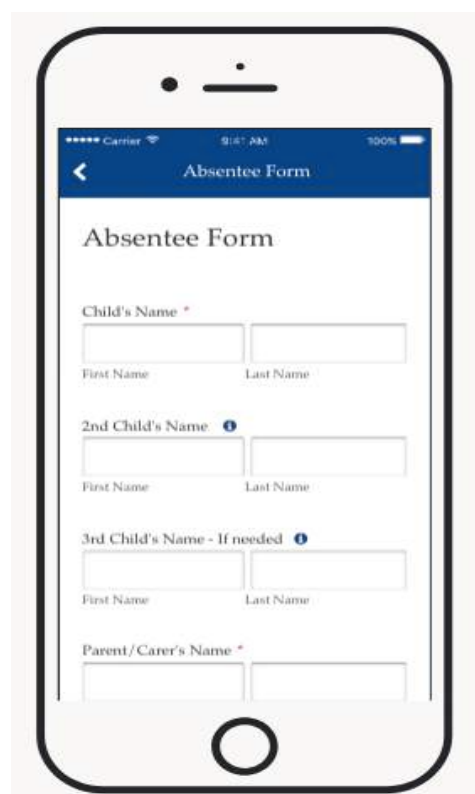 Carrier 9:41 AM 100%
Absentee Form
Absentee Form
Child's Name *
First Name Last Name
2nd Child's Name
First Name Last Name
3rd Child's Name - If needed
First Name Last Name
Parent/Carer's Name *